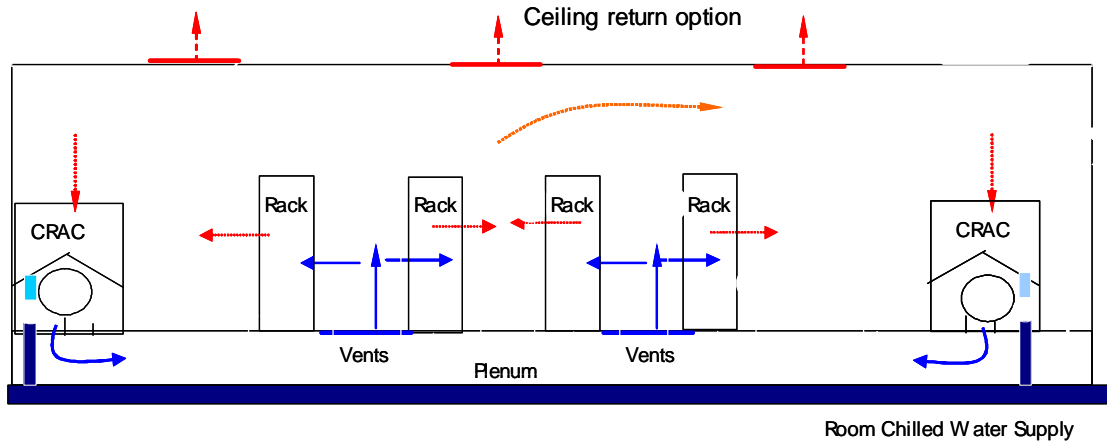 Ceiling return option
Rack
Rack
Rack
Rack
CRAC
CRAC
Vents
Vents
Plenum
Room Chilled Water Supply